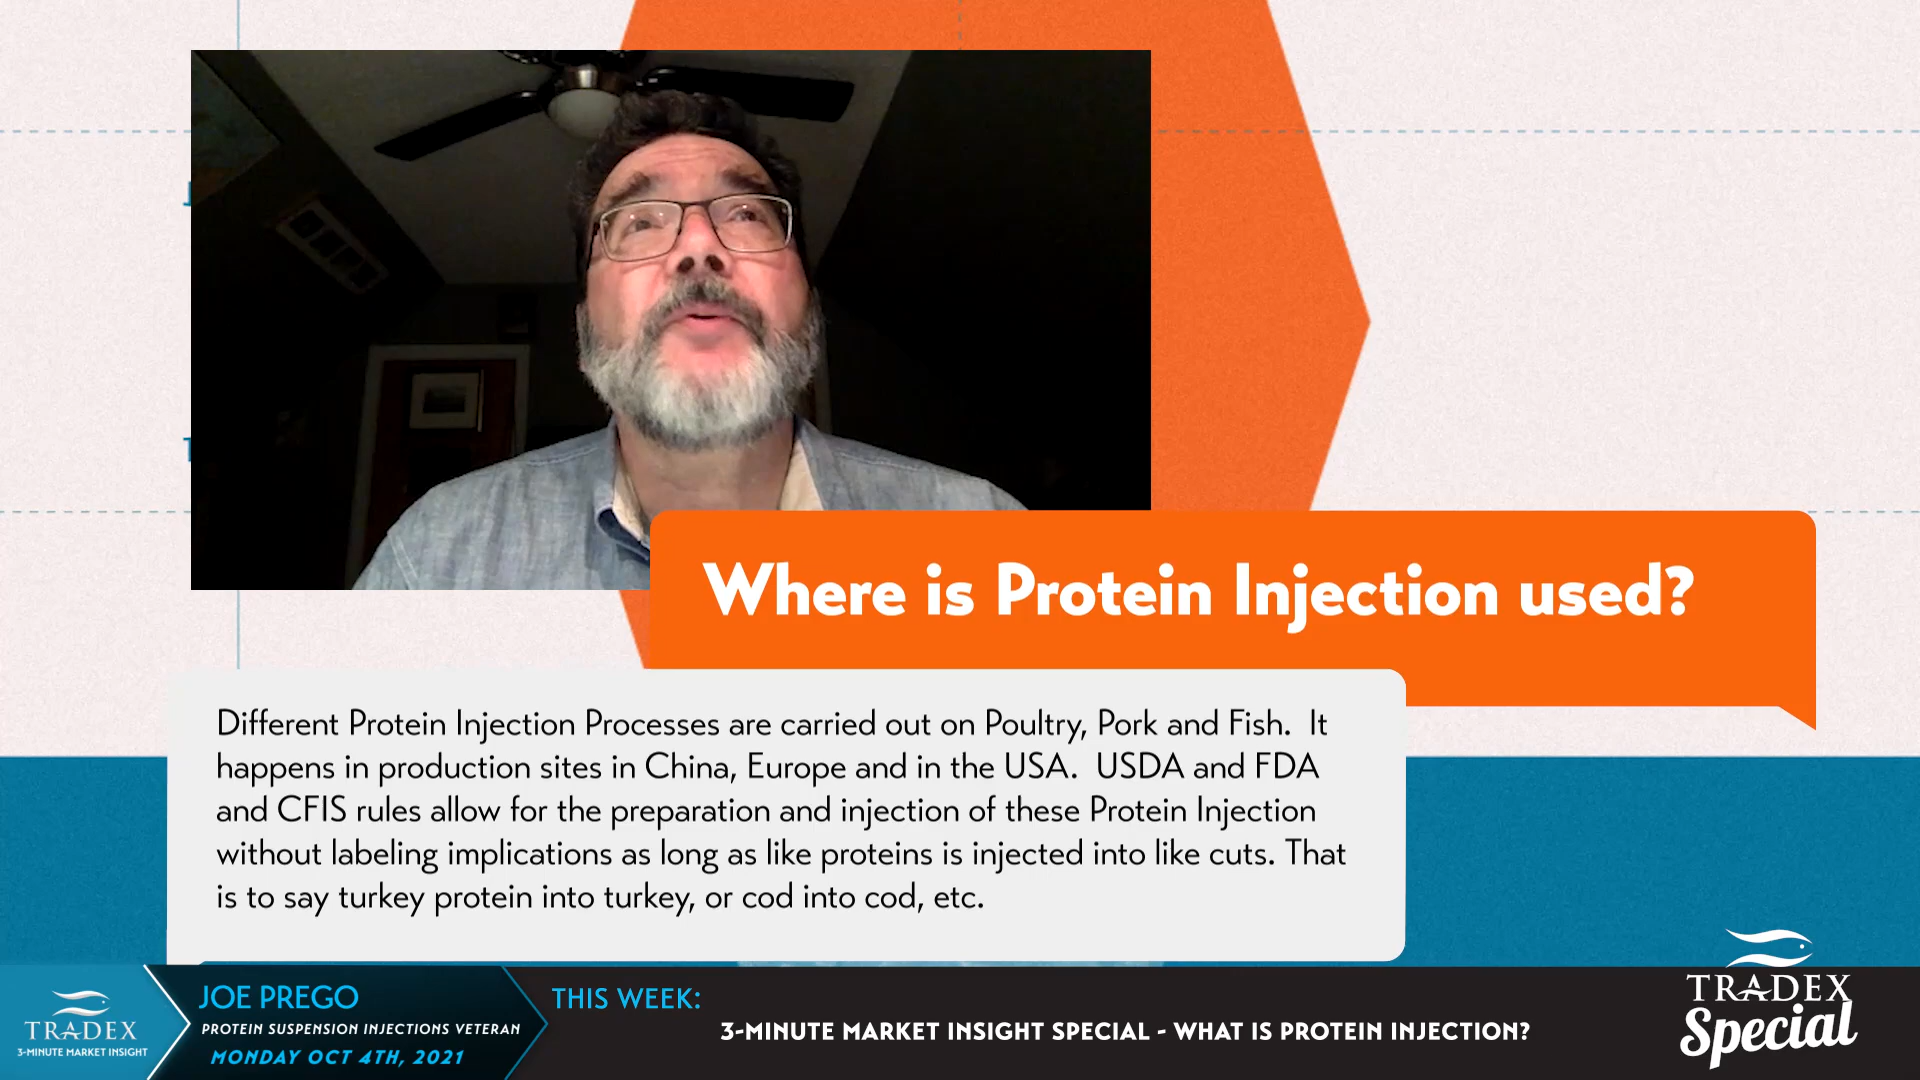 Where is Protein Injection used?
Different Protein Injection Processes are carried out on Poultry, Pork and Fish. It
happens in production sites in China, Europe and in the USA. USDA and FDA
and CFIS rules allow for the preparation and injection of these Protein Injection
without labeling implications as long as like proteins is injected into like cuts. That
is to say turkey protein into turkey, or cod into cod, etc.
TRADEX
3-MINUTE MARKET INSIGHT
JOE PREGO
PROTEIN SUSPENSION INJECTIONS VETERAN
MONDAY OCT 4TH, 2021
THIS WEEK:
3-MINUTE MARKET INSIGHT SPECIAL - WHAT IS PROTEIN INJECTION?
TRADEX
Special